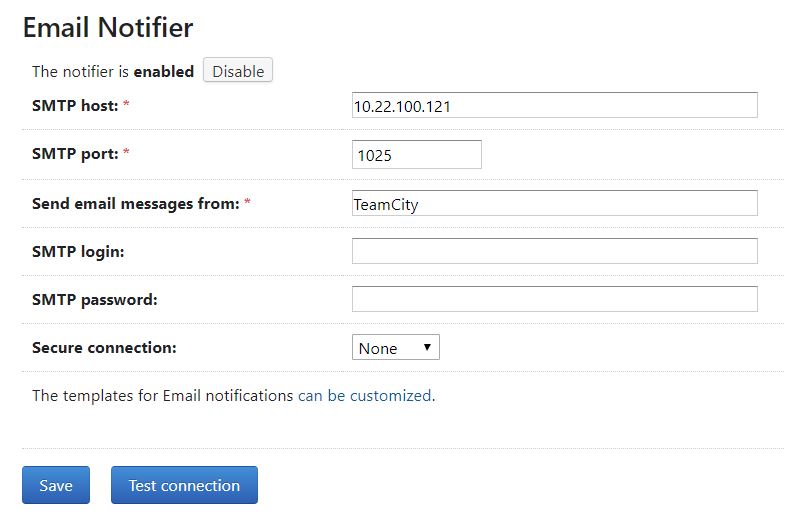 Email Notifier
The notifier is enabled Disable
SMTP host: * 10.22.100.121
SMTP port: * 1025
Send email messages from: * TeamCity
SMTP login:
SMTP password:
Secure connection: None
The templates for Email notifications can be customized.
Save Test connection